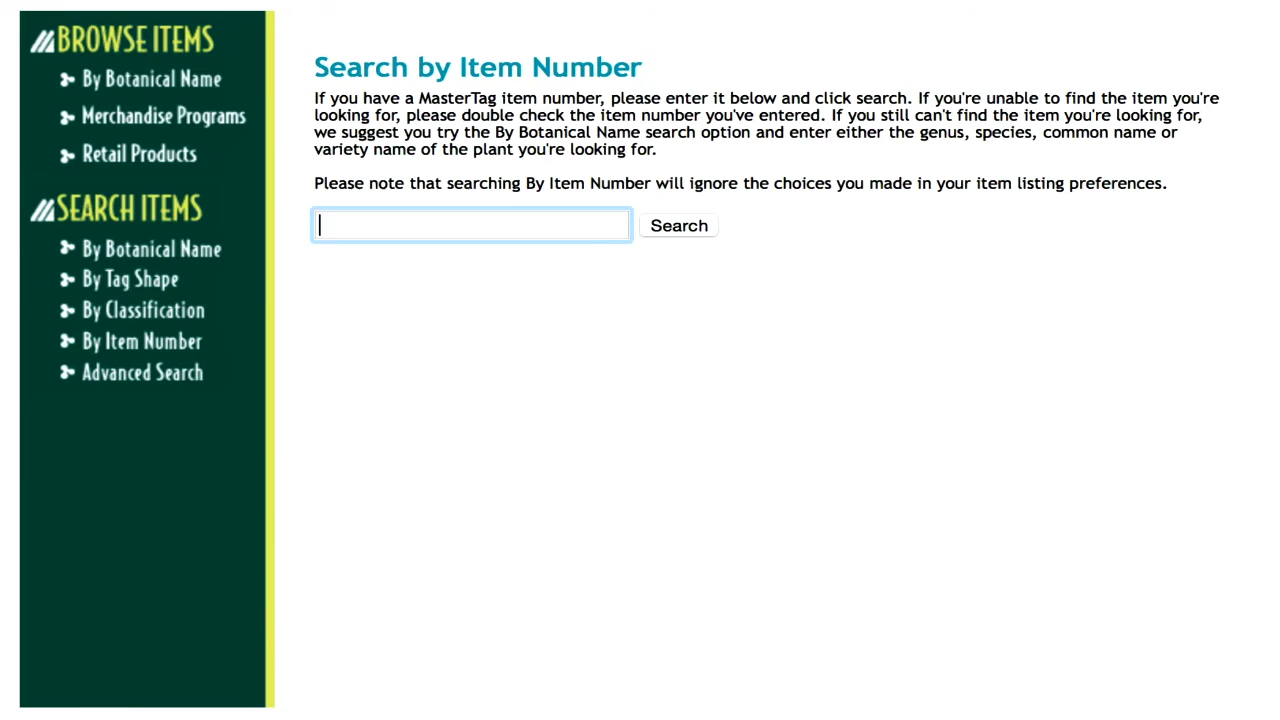 BROWSE ITEMS
By Botanical Name
Merchandise Programs
Retail Products
SEARCH ITEMS
By Botanical Name
By Tag Shape
By Classification
By Item Number
Advanced Search
Search by Item Number
If you have a MasterTag item number, please enter it below and click search. If you're unable to find the item you're
looking for, please double check the item number you've entered. If you still can't find the item you're looking for,
we suggest you try the By Botanical Name search option and enter either the genus, species, common name or
variety name of the plant you're looking for.
Please note that searching By Item Number will ignore the choices you made in your item listing preferences.
Search